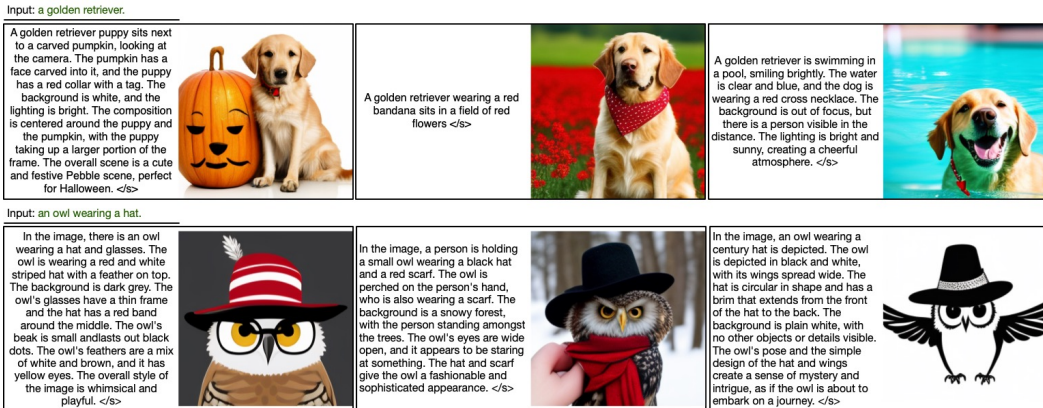 Input: a golden retriever.
A golden retriever puppy sits next
to a carved pumpkin, looking at
the camera. The pumpkin has a
face carved into it, and the puppy
has a red collar with a tag. The
background is white, and the
lighting is bright. The composition
is centered around the puppy and
the pumpkin, with the puppy
taking up a larger portion of the
frame. The overall scene is a cute
and festive Pebble scene, perfect
for Halloween. </s>
A golden retriever wearing a red
bandana sits in a field of red
flowers </s>
A golden retriever is swimming in
a pool, smiling brightly. The water
is clear and blue, and the dog is
wearing a red cross necklace. The
background is out of focus, but
there is a person visible in the
distance. The lighting is bright and
sunny, creating a cheerful
atmosphere. </s>
Input: an owl wearing a hat.
In the image, there is an owl
wearing a hat and glasses. The
owl is wearing a red and white
striped hat with a feather on top.
The background is dark grey. The
owl's glasses have a thin frame
and the hat has a red band
around the middle. The owl's
beak is small andlasts out black
dots. The owl's feathers are a mix
of white and brown, and it has
yellow eyes. The overall style of
the image is whimsical and
playful. </s>
In the image, a person is holding
a small owl wearing a black hat
and a red scarf. The owl is
perched on the person's hand,
who is also wearing a scarf. The
background is a snowy forest,
with the person standing amongst
the trees. The owl's eyes are wide
open, and it appears to be staring
at something. The hat and scarf
give the owl a fashionable and
sophisticated appearance. </s>
In the image, an owl wearing a
century hat is depicted. The owl
is depicted in black and white,
with its wings spread wide. The
hat is circular in shape and has a
brim that extends from the front
of the hat to the back. The
background is plain white, with
no other objects or details visible.
The owl's pose and the simple
design of the hat and wings
create a sense of mystery and
intrigue, as if the owl is about to
embark on a journey. </s>